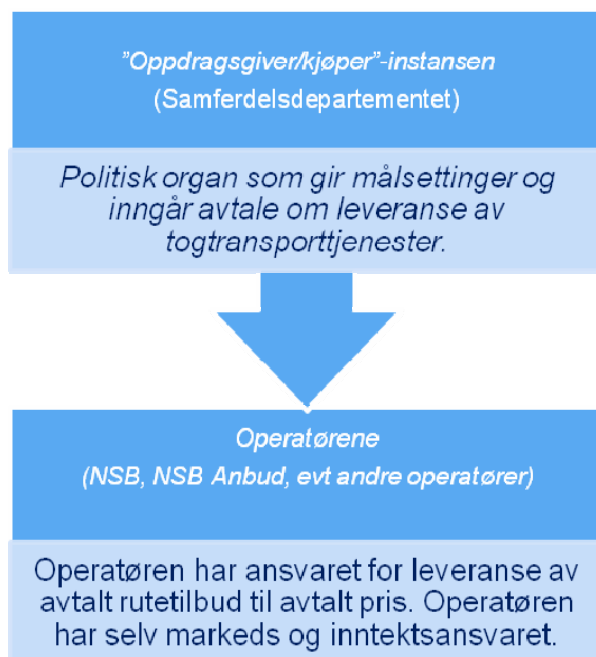 ”Oppdragsgiver/kjøper”-instansen
(Samferdelsdepartementet)
Politisk organ som gir målsettinger og
inngår avtale om leveranse av
togtransporttjenester.
Operatørene
(NSB, NSB Anbud, evt andre operatører)
Operatøren har ansvaret for leveranse av
avtalt rutetilbud til avtalt pris. Operatøren
har selv markeds og inntektsansvaret.